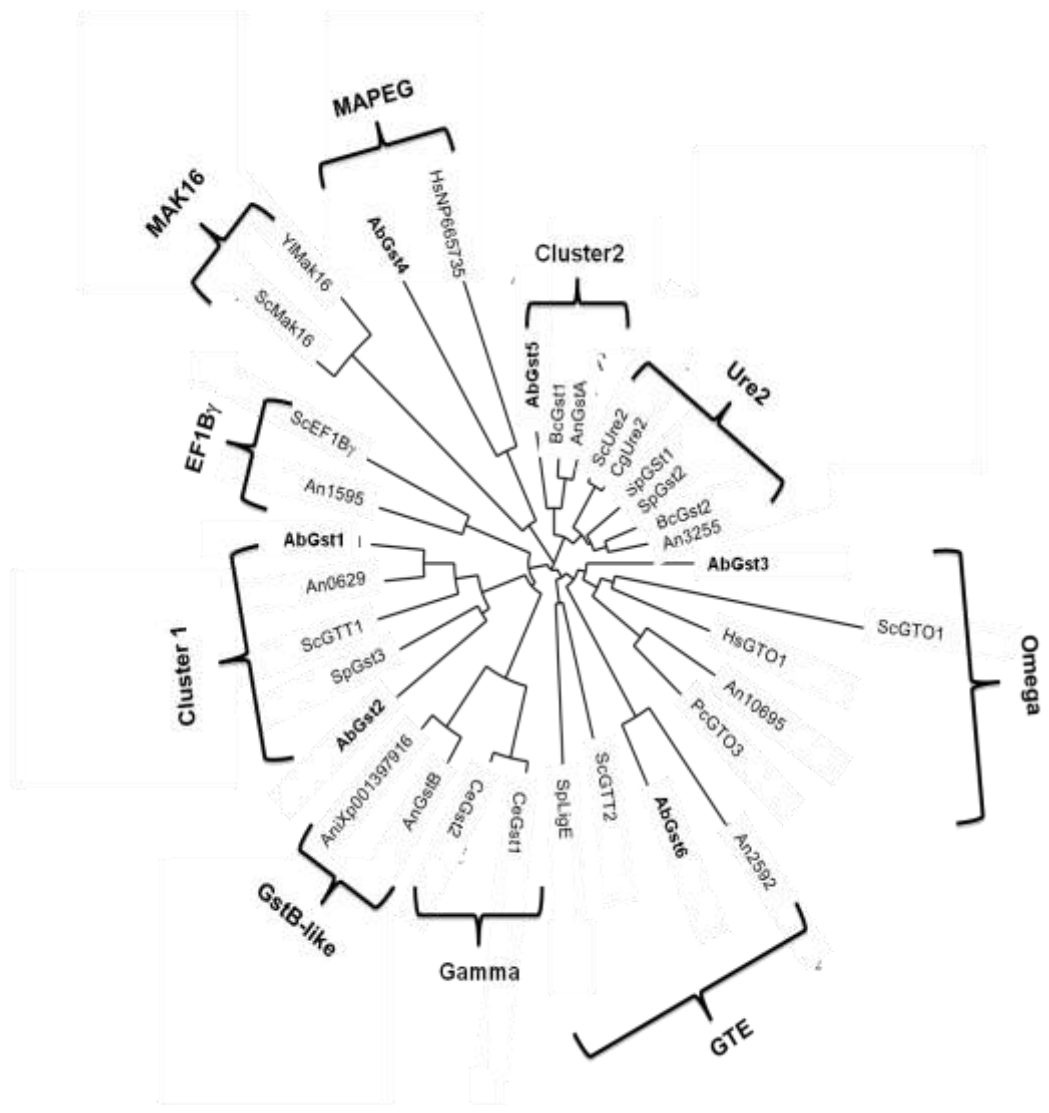 MAPEG
HsNP665735
AbGst4
MAK16
YlMak16
ScMak16
Cluster2
AbGst5
BcGst1
AnGstA
Ure2
ScUre2
CgUre2
SpGSt1
SpGst2
BcGst2
An3255
EF1Bγ
ScEF1Bγ
An1595
Cluster 1
AbGst1
An0629
ScGTT1
SpGst3
AbGst2
AbGst3
Omega
ScGTO1
HsGTO1
An10695
PcGTO3
GstB-like
AniXp001397916
AnGstB
Gamma
CeGst2
CeGst1
SpLigE
ScGTT2
GTE
AbGst6
An2592